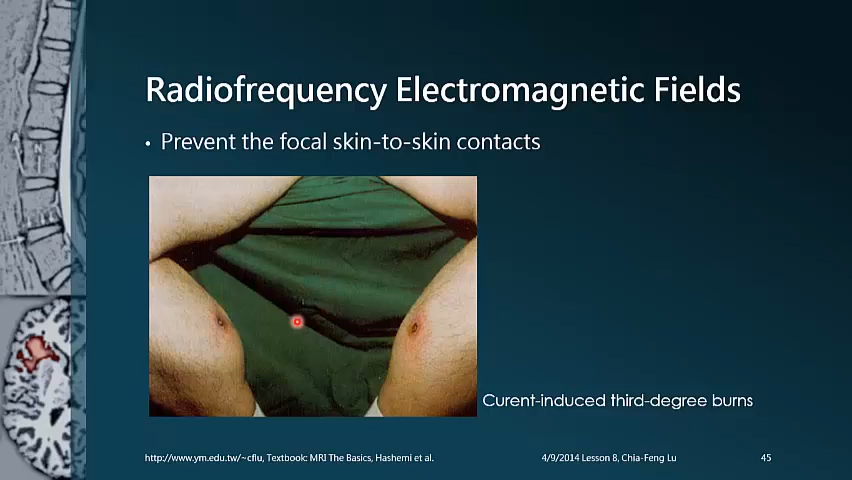 Radiofrequency Electromagnetic Fields
• Prevent the focal skin-to-skin contacts
Curent-induced third-degree burns
http://www.ym.edu.tw/~cflu, Textbook: MRI The Basics, Hashemi et al.
4/9/2014 Lesson 8, Chia-Feng Lu
45